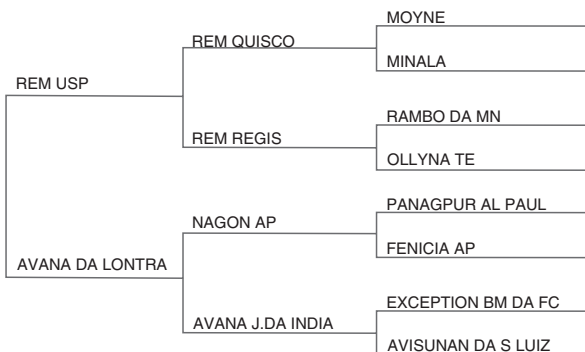 MOYNE
REM QUISCO
MINALA
REM USP
RAMBO DA MN
REM REGIS
OLLYNA TE
PANAGPUR AL PAUL
NAGON AP
FENICIA AP
AVANA DA LONTRA
EXCEPTION BM DA FC
AVANA J.DA INDIA
AVISUNAN DA S LUIZ